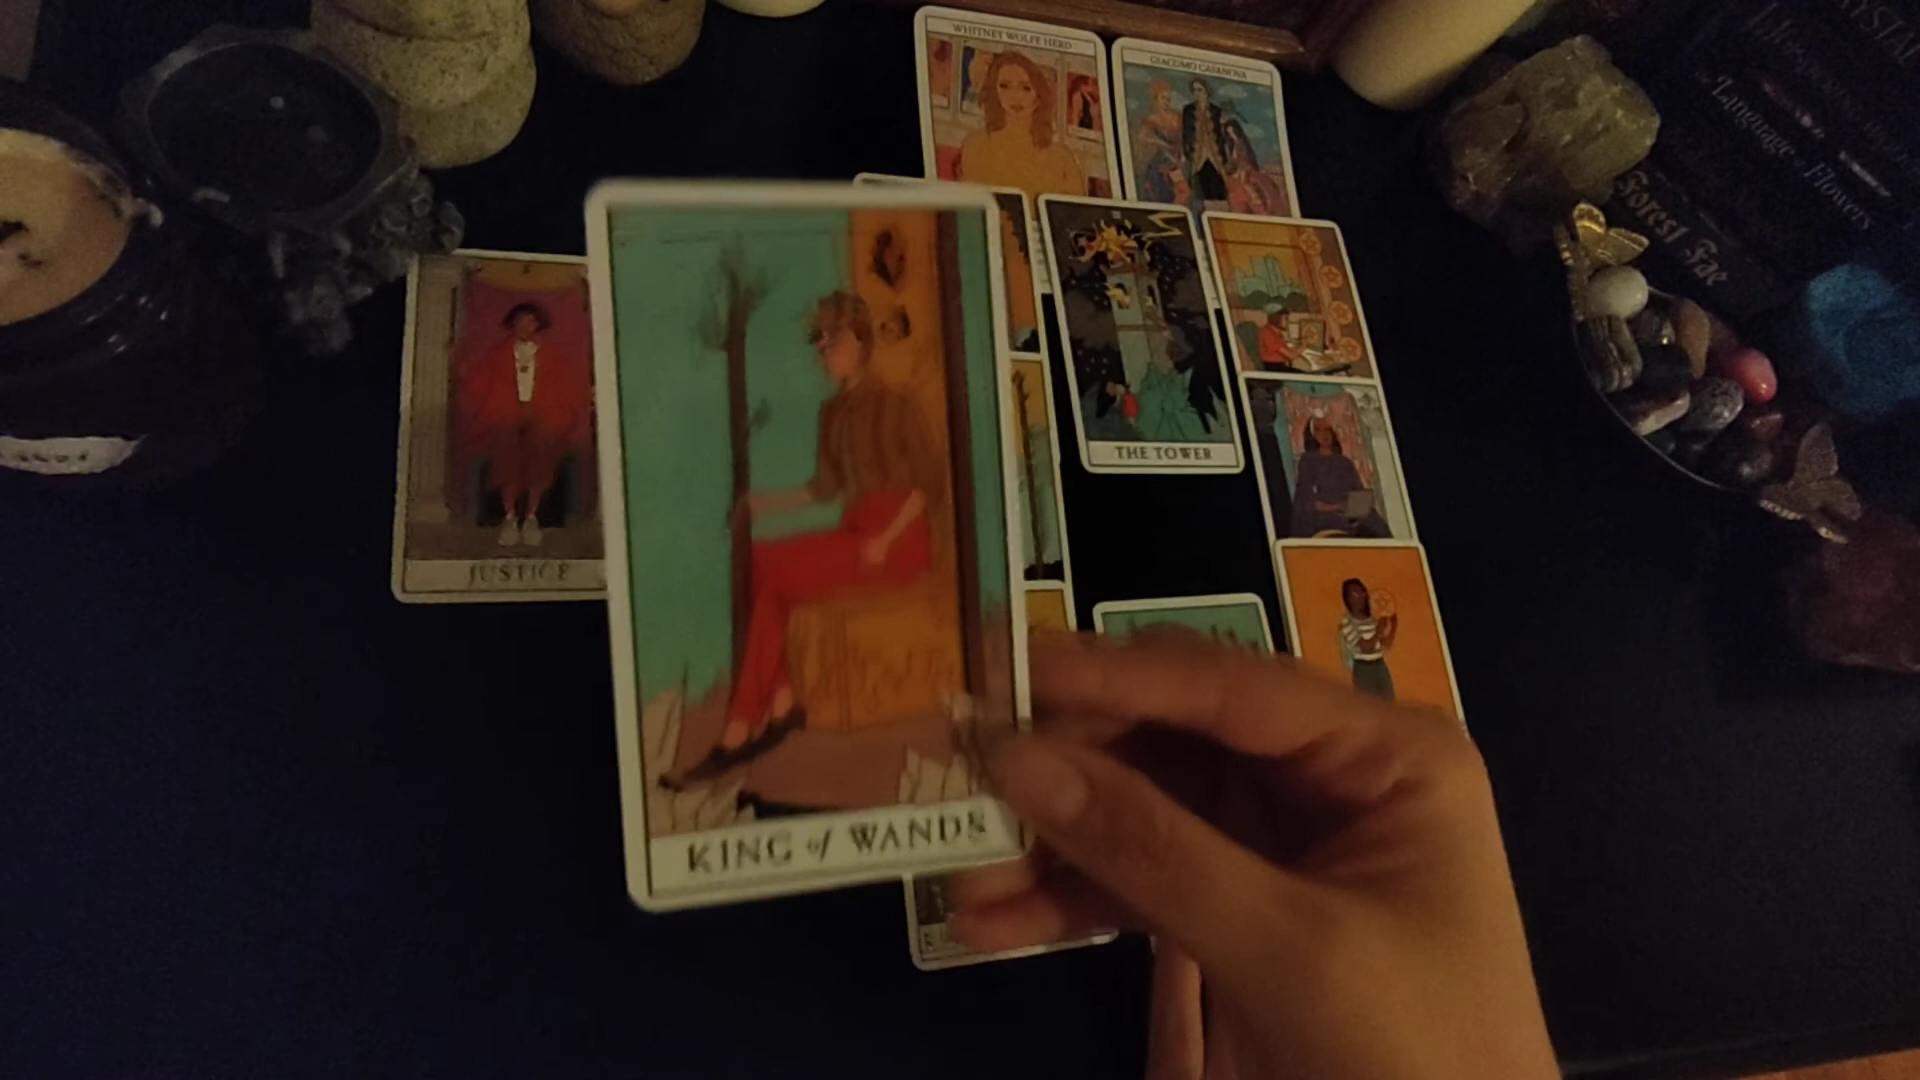 WHITNEY WOLFE HERD
GIACOMO CASANOVA
THE TOWER
JUSTICE
KING of WANDS
Language of Flowers
Forest Fae